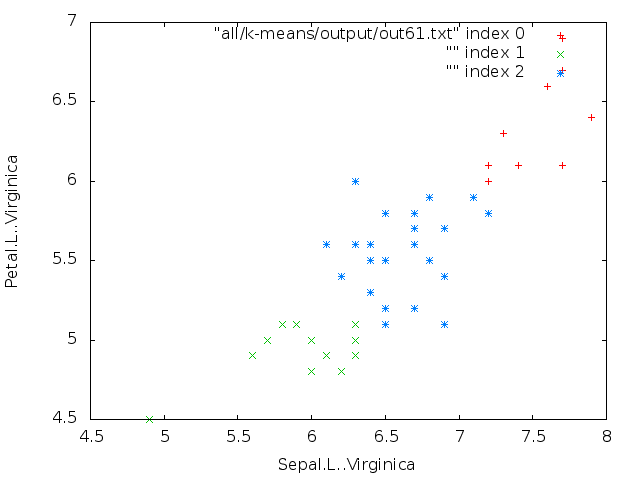 7
"all/k-means/output/out61.txt" index 0
"" index 1
"" index 2
6.5
6
5.5
5
4.5
Petal.L..Virginica
4.5 5 5.5 6 6.5 7 7.5 8
Sepal.L..Virginica